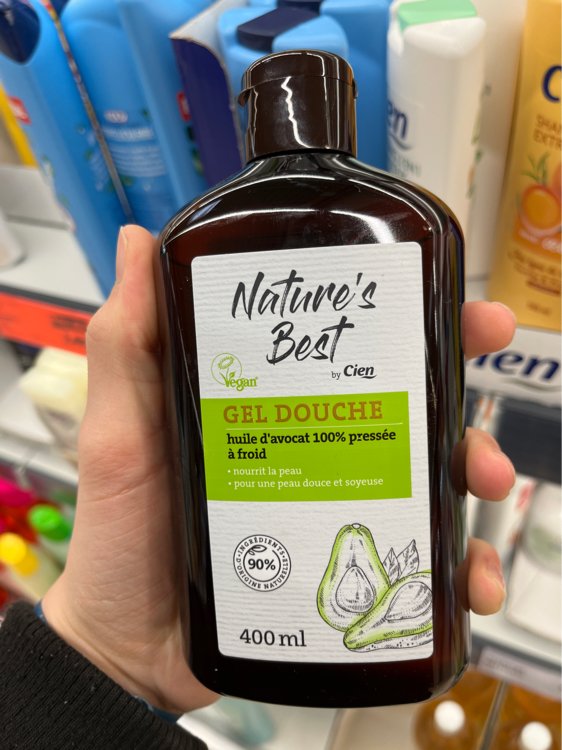 Nature's
Best
by Cien
Vegan
GEL DOUCHE
huile d'avocat 100% pressée
à froid
• nourrit la peau
• pour une peau douce et soyeuse
INGRÉDIENTS
90%
D'ORIGINE NATURELLE
400 ml